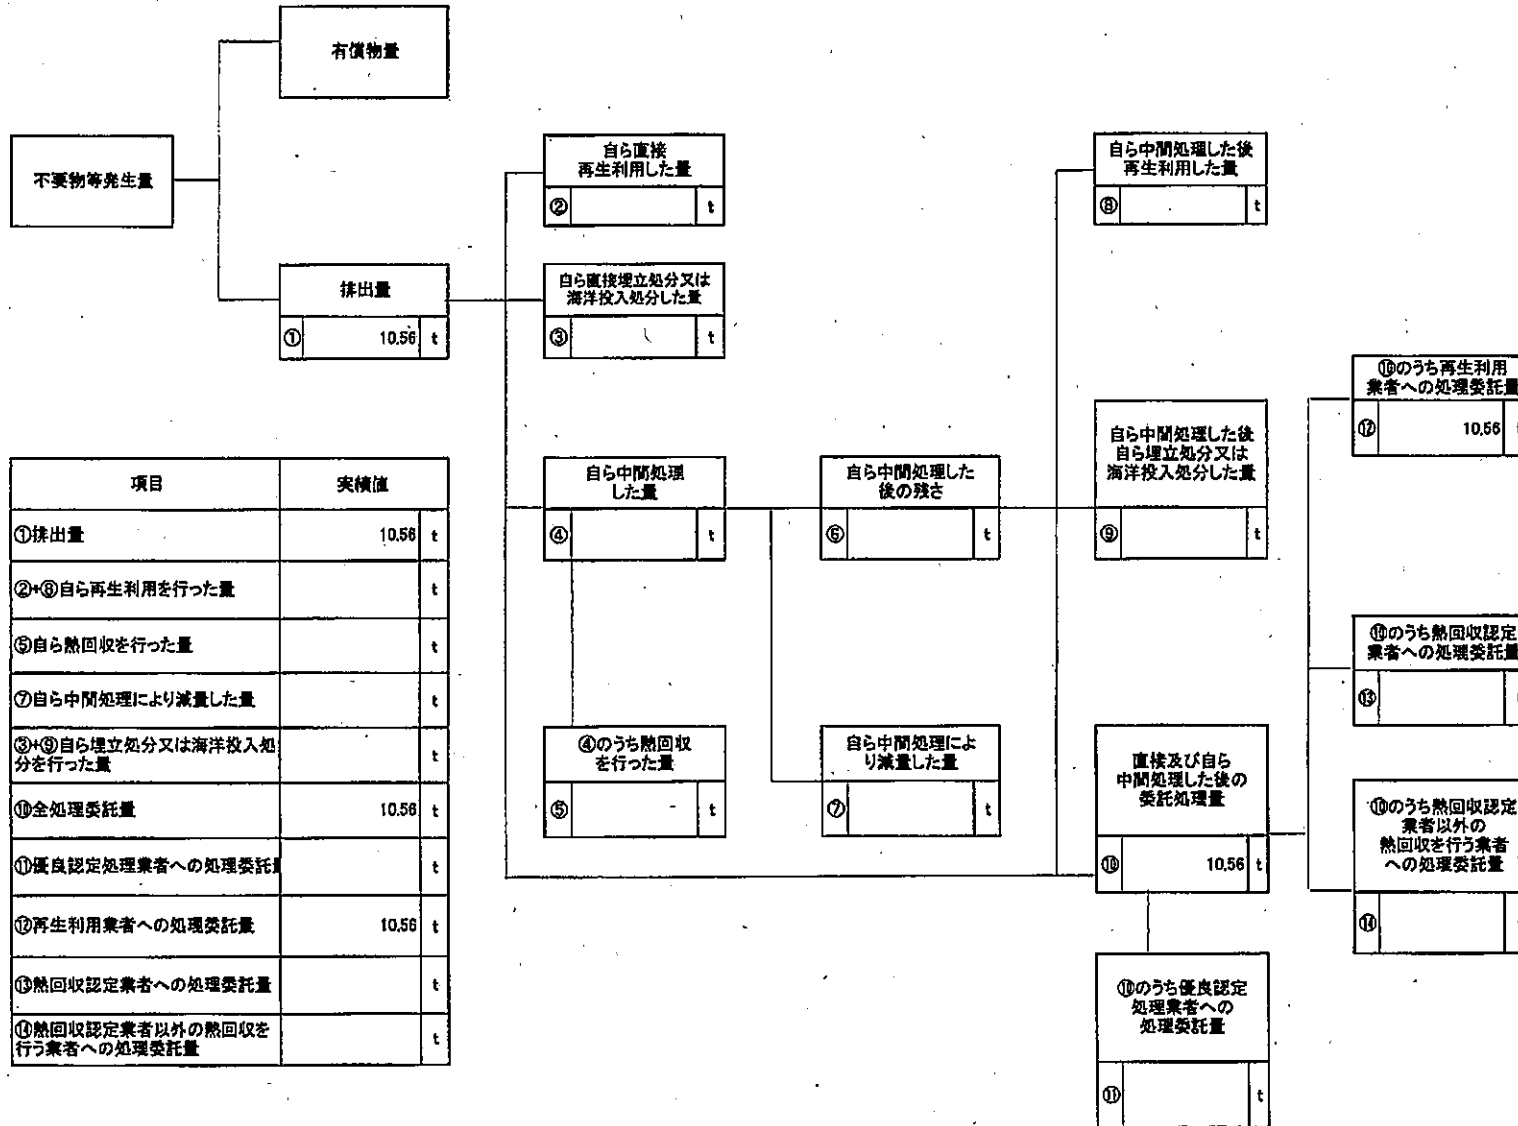 有償物量
不要物等発生量
排出量
① 10.56 t
自ら直接
再生利用した量
② t
自ら直接埋立処分又は
海洋投入処分した量
③ t
自ら中間処理
した量
④ t
④のうち熱回収
を行った量
⑤ t
自ら中間処理した
後の残さ
⑥ t
自ら中間処理によ
り減量した量
⑦ t
自ら中間処理した後
再生利用した量
⑧ t
自ら中間処理した後
自ら埋立処分又は
海洋投入処分した量
⑨ t
直接及び自ら
中間処理した後の
委託処理量
⑩ 10.56 t
⑩のうち優良認定
処理業者への
処理委託量
⑪ t
⑩のうち再生利用
業者への処理委託量
⑫ 10.56 t
⑩のうち熱回収認定
業者への処理委託量
⑬
⑩のうち熱回収認定
業者以外の
熱回収を行う業者
への処理委託量
⑭
項目 実績値
①排出量 10.56 t
②+⑧自ら再生利用を行った量 t
⑤自ら熱回収を行った量 t
⑦自ら中間処理により減量した量 t
③+⑨自ら埋立処分又は海洋投入処
分を行った量 t
⑩全処理委託量 10.56 t
⑪優良認定処理業者への処理委託量 t
⑫再生利用業者への処理委託量 10.56 t
⑬熱回収認定業者への処理委託量 t
⑭熱回収認定業者以外の熱回収を
行う業者への処理委託量 t